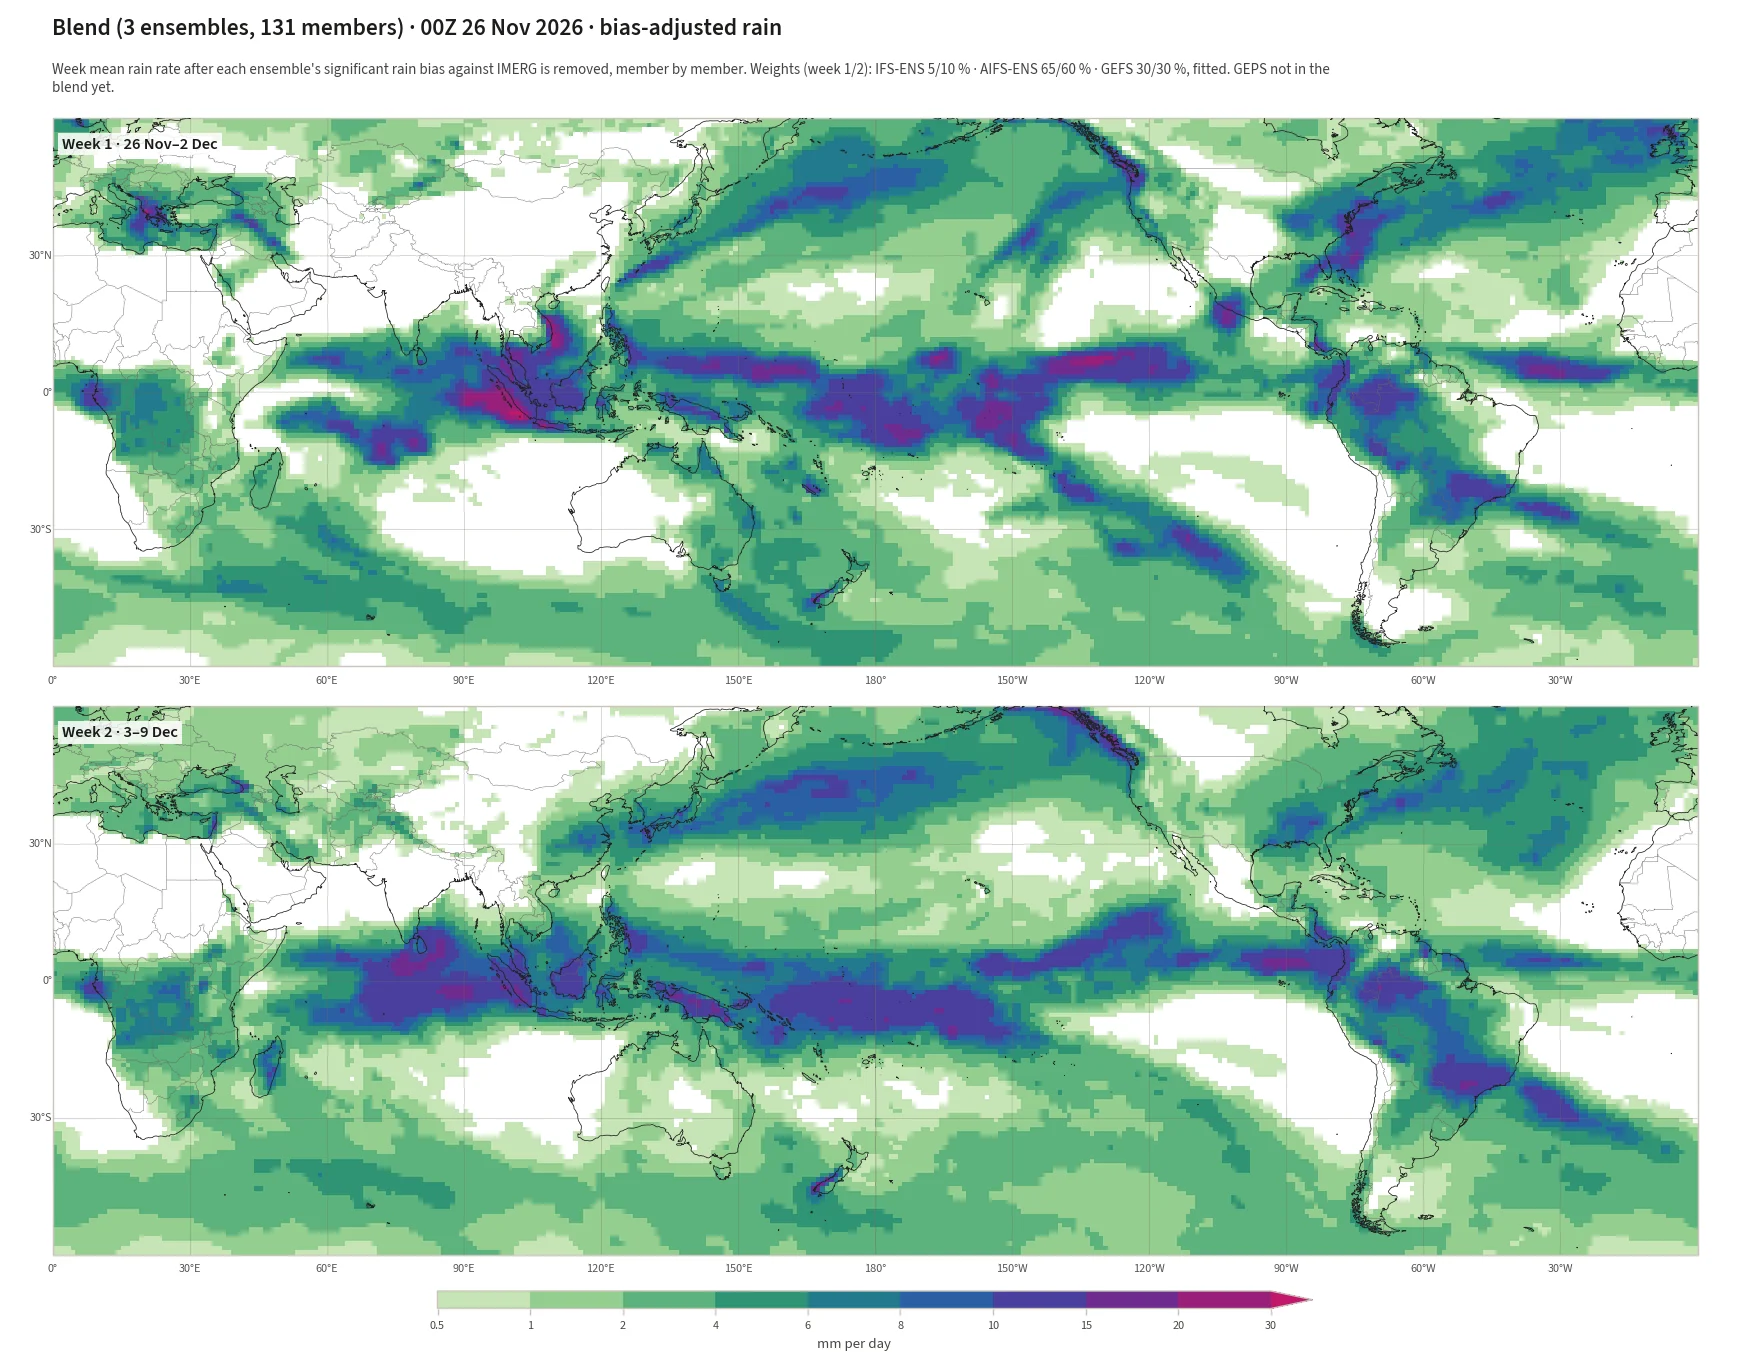 Blend (3 ensembles, 131 members) · 00Z 26 Nov 2026 · bias-adjusted rain
Week mean rain rate after each ensemble's significant rain bias against IMERG is removed, member by member. Weights (week 1/2): IFS-ENS 5/10 % · AIFS-ENS 65/60 % · GEFS 30/30 %, fitted. GEPS not in the
blend yet.
Week 1 · 26 Nov–2 Dec
30°N
0°
30°S
0° 30°E 60°E 90°E 120°E 150°E 180° 150°W 120°W 90°W 60°W 30°W
Week 2 · 3–9 Dec
30°N
0°
30°S
0° 30°E 60°E 90°E 120°E 150°E 180° 150°W 120°W 90°W 60°W 30°W
0.5 1 2 4 6 8 10 15 20 30
mm per day